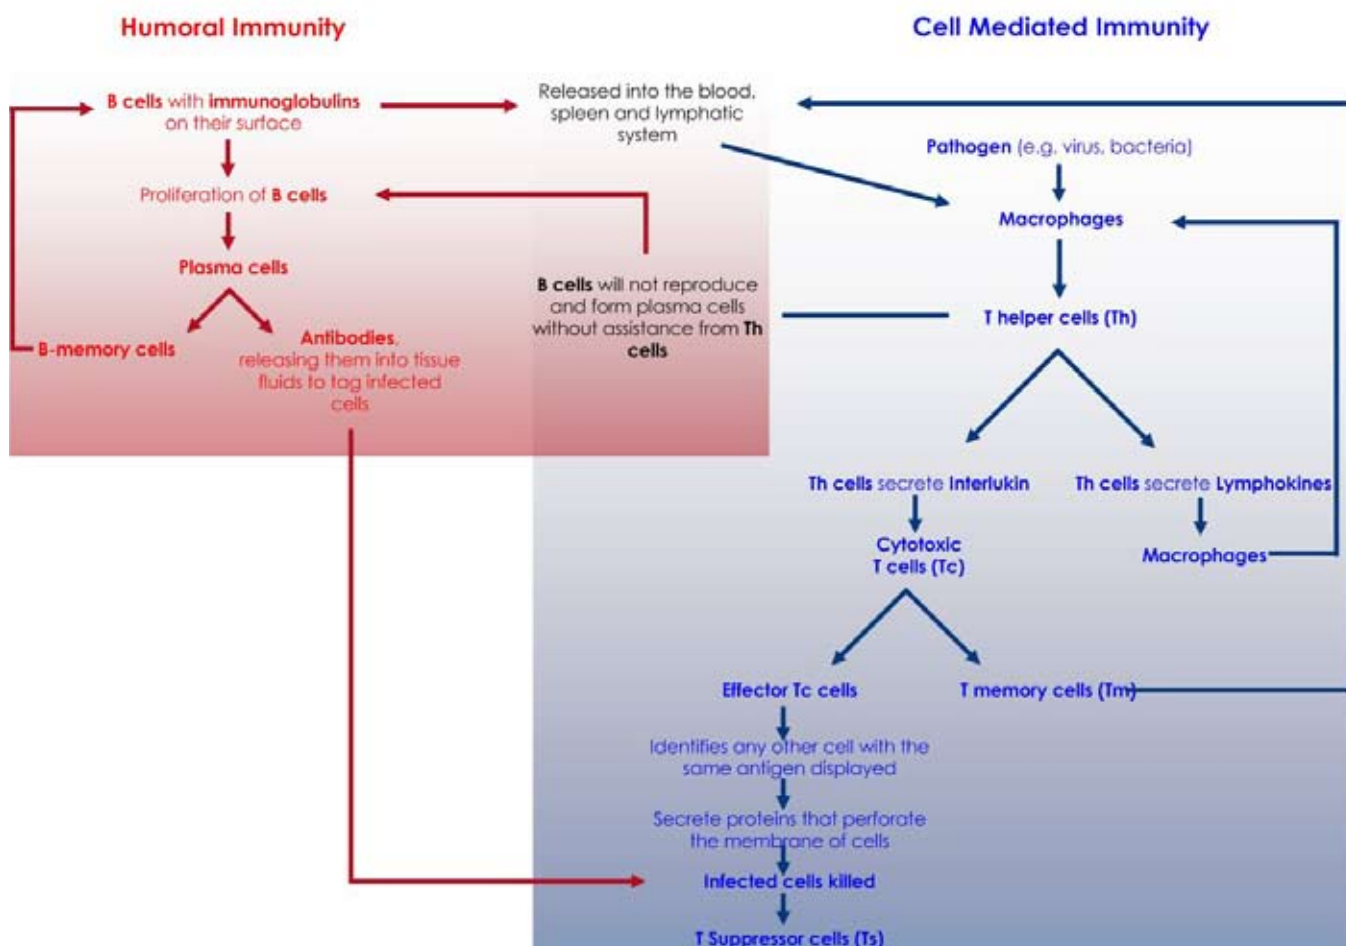 Humoral Immunity
Cell Mediated Immunity
B cells with immunoglobulins
on their surface
Released into the blood,
spleen and lymphatic
system
Pathogen (e.g. virus, bacteria)
Proliferation of B cells
Macrophages
Plasma cells
B cells will not reproduce
and form plasma cells
without assistance from Th
cells
T helper cells (Th)
B-memory cells
Antibodies,
releasing them into tissue
fluids to tag infected
cells
Th cells secrete Interlukin
Th cells secrete Lymphokines
Cytotoxic
T cells (Tc)
Macrophages
Effector Tc cells
T memory cells (Tm)
Identifies any other cell with the
same antigen displayed
Secrete proteins that perforate
the membrane of cells
Infected cells killed
T Suppressor cells (Ts)